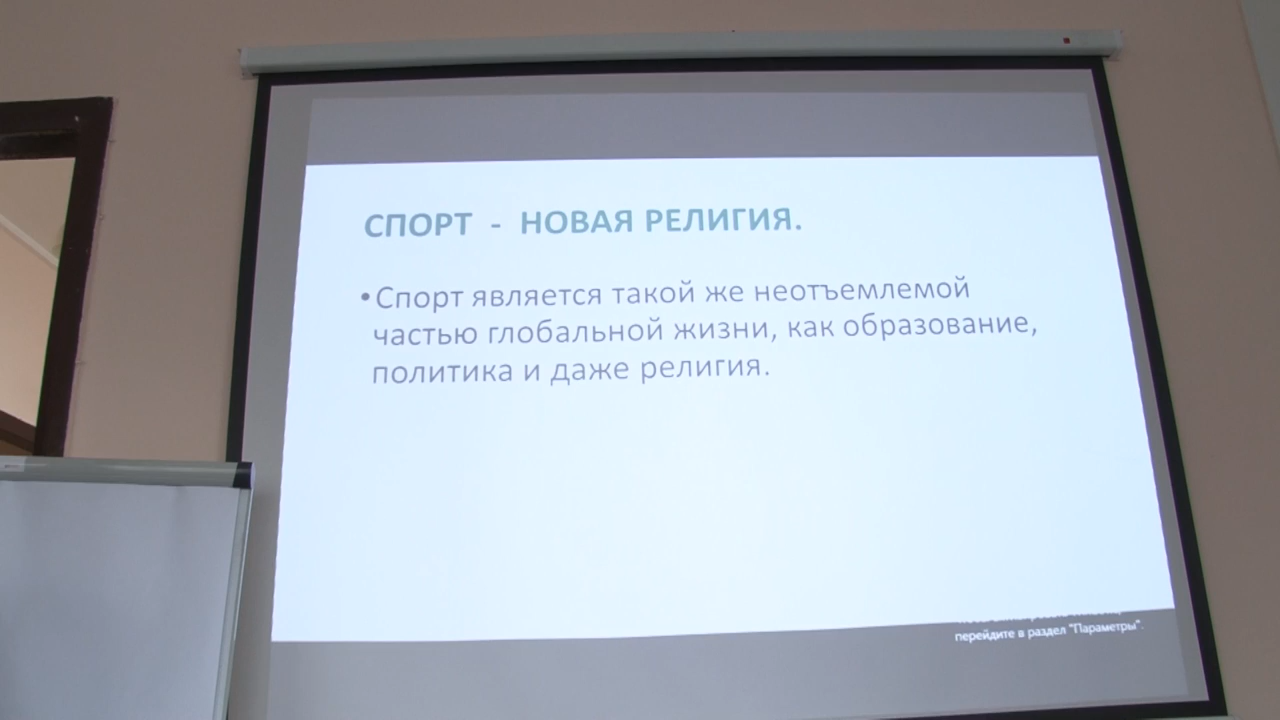 СПОРТ - НОВАЯ РЕЛИГИЯ.
• Спорт является такой же неотъемлемой
частью глобальной жизни, как образование,
политика и даже религия.
перейдите в раздел "Параметры".